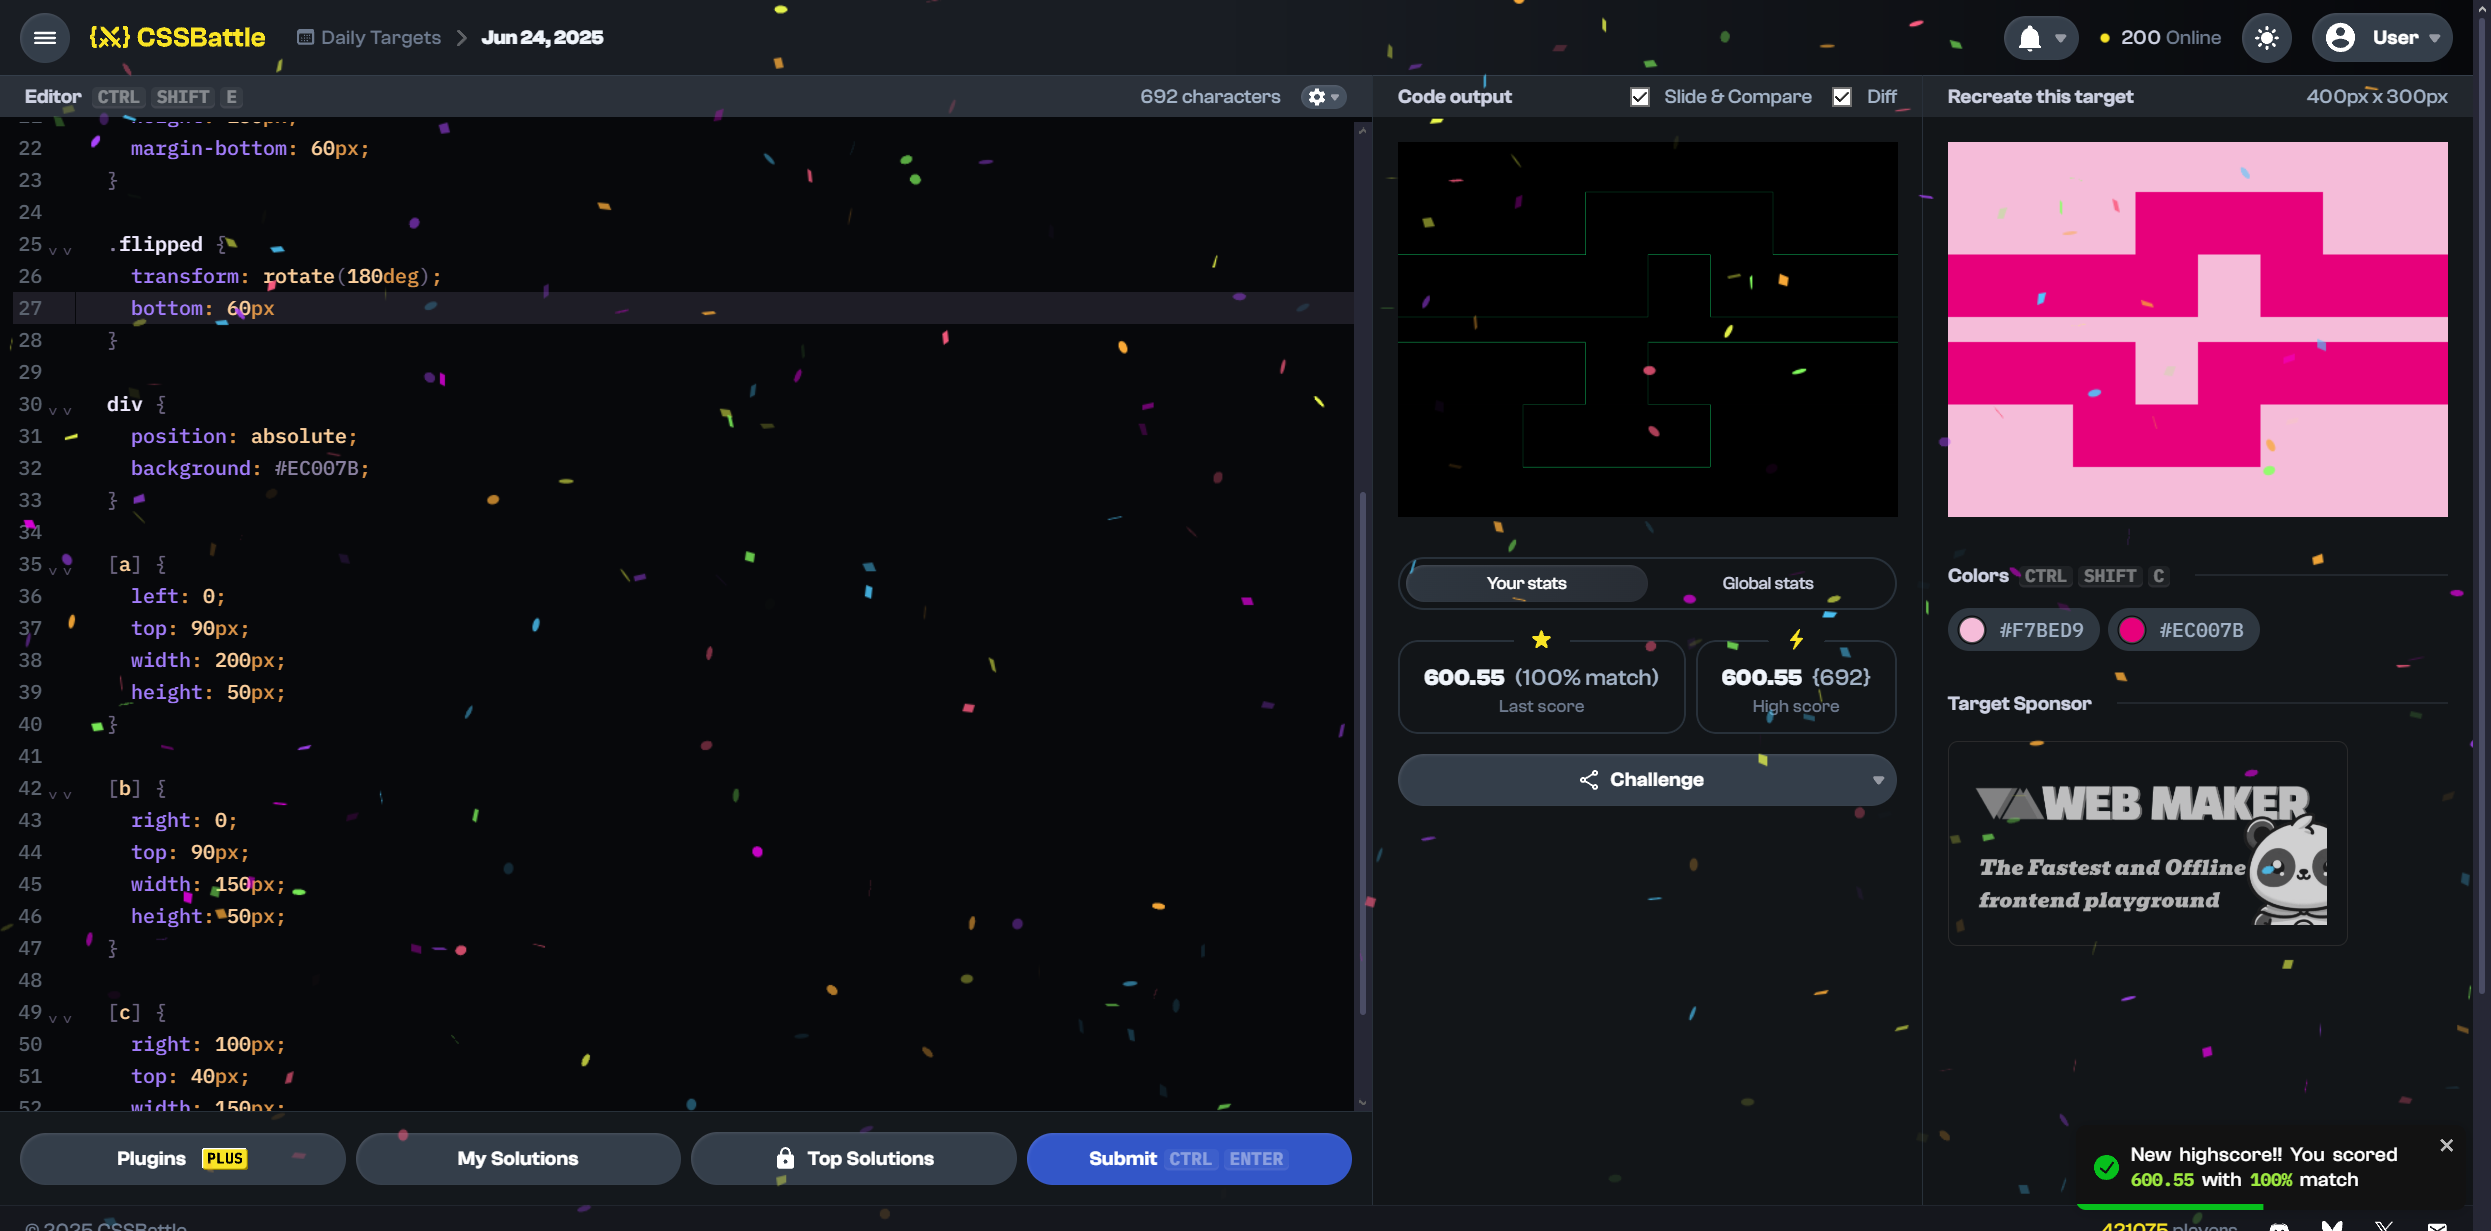 {X} CSSBattle
Daily Targets > Jun 24, 2025
200 Online
User
Editor CTRL SHIFT E
692 characters
22 margin-bottom: 60px;
23 }
24
25 .flipped {
26 transform: rotate(180deg);
27 bottom: 60px
28 }
29
30 div {
31 position: absolute;
32 background: #EC007B;
33 }
34
35 [a] {
36 left: 0;
37 top: 90px;
38 width: 200px;
39 height: 50px;
40 }
41
42 [b] {
43 right: 0;
44 top: 90px;
45 width: 150px;
46 height: 50px;
47 }
48
49 [c] {
50 right: 100px;
51 top: 40px;
52 width: 150px;
Plugins PLUS
My Solutions
Top Solutions
Submit CTRL ENTER
© 2025 CSSBattle
Code output
Slide & Compare
Diff
Your stats
Global stats
600.55 (100% match)
Last score
600.55 {692}
High score
Challenge
Recreate this target
400px x 300px
Colors CTRL SHIFT C
#F7BED9
#EC007B
Target Sponsor
WEB MAKER
The Fastest and Offline
frontend playground
New highscore!! You scored
600.55 with 100% match
421075 players